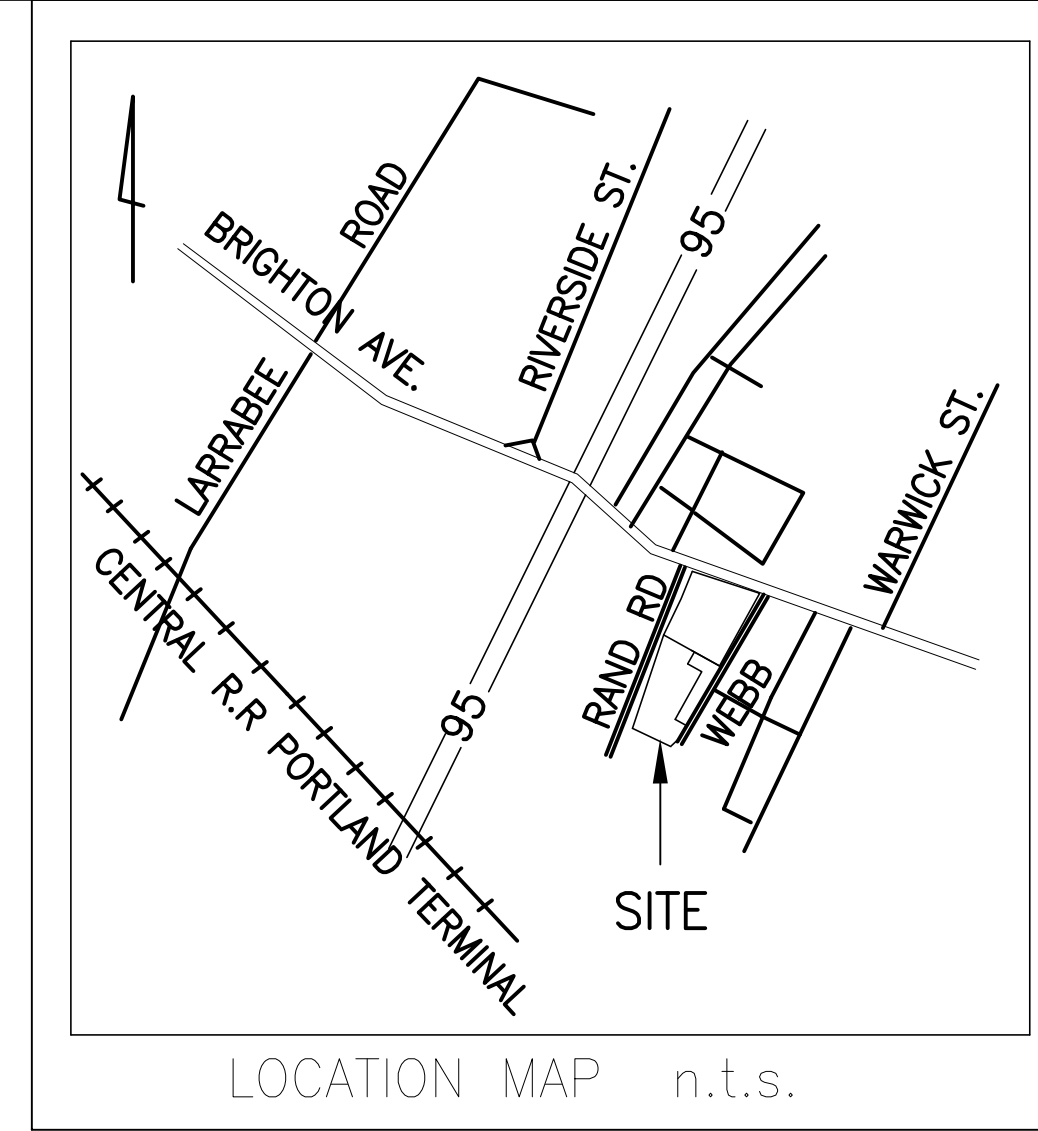 ROAD
BRIGHTON AVE.
RIVERSIDE ST.
95
LARRABEE
WARWICK ST.
CENTRAL R.R PORTLAND TERMINAL
RAND RD
WEBB
95
SITE
LOCATION MAP n.t.s.